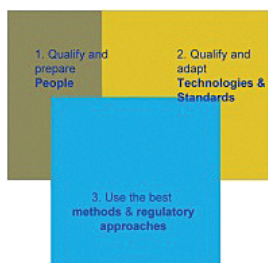 1. Qualify and
prepare
People
2. Qualify and
adapt
Technologies &
Standards
3. Use the best
methods & regulatory
approaches